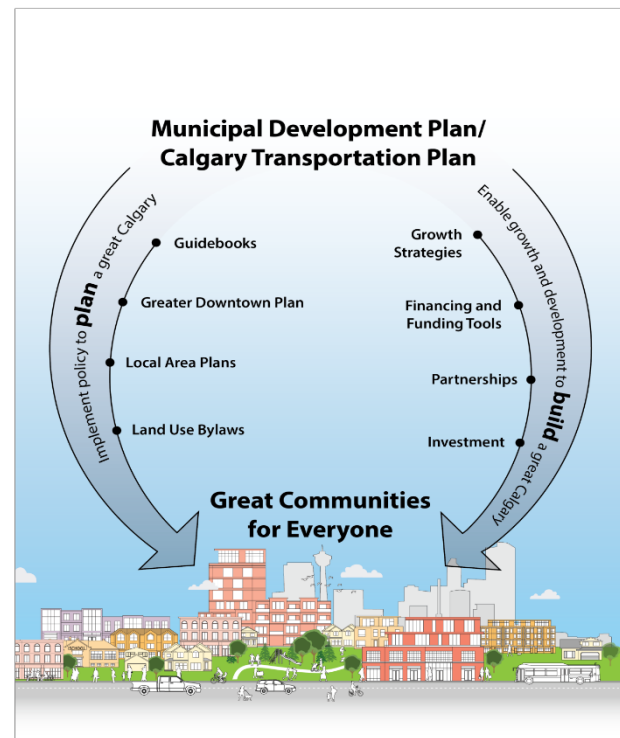 Municipal Development Plan/
Calgary Transportation Plan
Implement policy to plan a great Calgary
Guidebooks
Greater Downtown Plan
Local Area Plans
Land Use Bylaws
Enable growth and development to build a great Calgary
Growth
Strategies
Financing and
Funding Tools
Partnerships
Investment
Great Communities
for Everyone